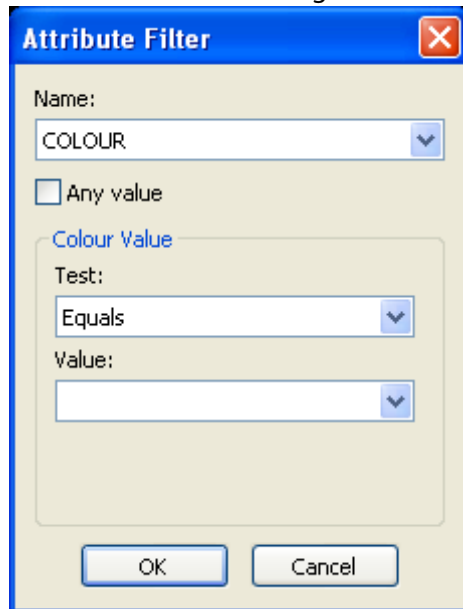 Attribute Filter
Name:
COLOUR
Any value
Colour Value
Test:
Equals
Value:
OK Cancel